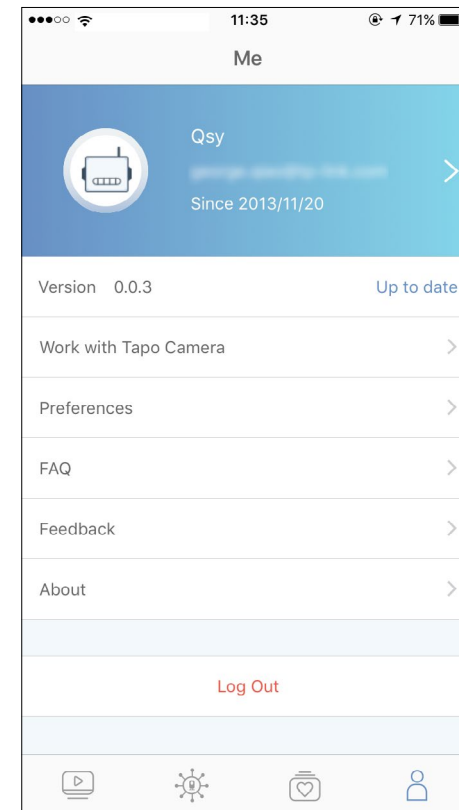 11:35
71%
Me
Qsy
Since 2013/11/20
Version 0.0.3
Up to date
Work with Tapo Camera
Preferences
FAQ
Feedback
About
Log Out